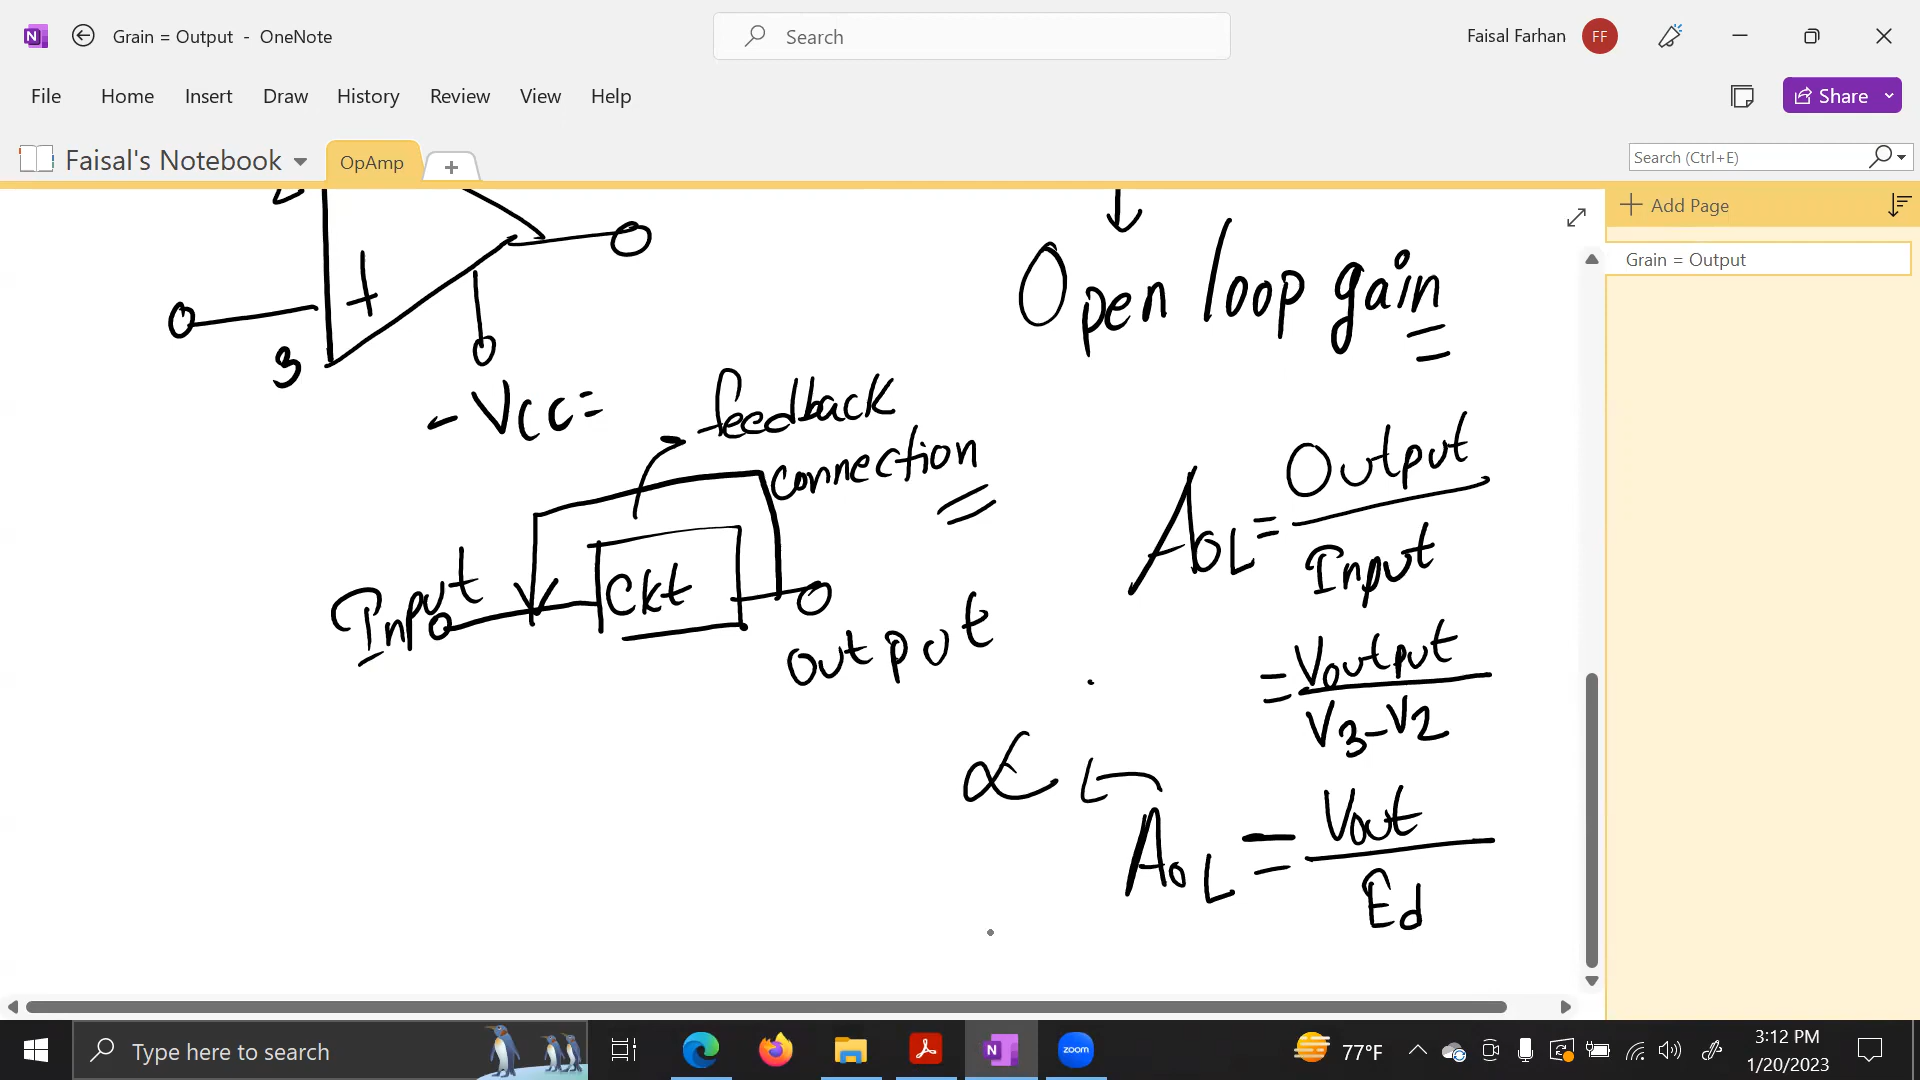 Grain = Output - OneNote
Search
Faisal Farhan
FF
File Home Insert Draw History Review View Help
Share
Faisal's Notebook
OpAmp
Search (Ctrl+E)
Add Page
Grain = Output
+
3
-VCC=
Open loop gain
feedback
connection
Input
Ckt
output
AOL = Output
Input
= Voutput
V3-V2
AOL = Vout
Ed
Type here to search
zoom
77°F
3:12 PM
1/20/2023